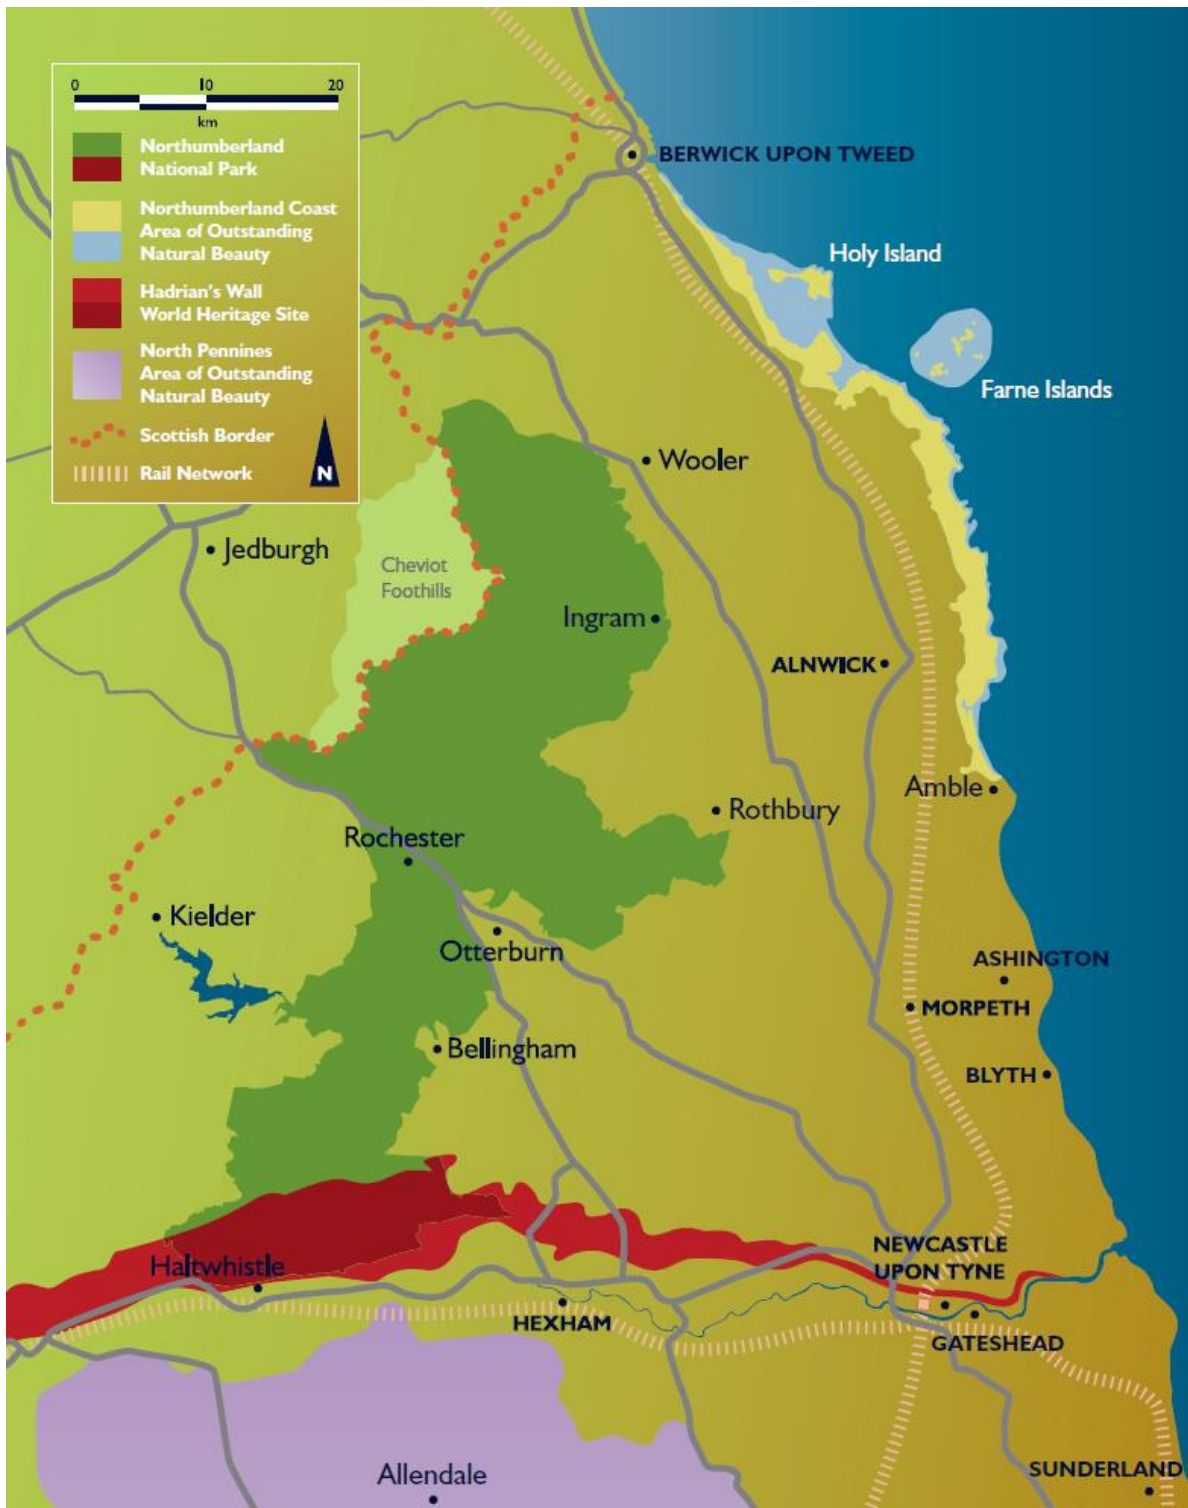 0 10 20
km
Northumberland
National Park
Northumberland Coast
Area of Outstanding
Natural Beauty
Hadrian's Wall
World Heritage Site
North Pennines
Area of Outstanding
Natural Beauty
Scottish Border
Rail Network
N
BERWICK UPON TWEED
Holy Island
Farne Islands
Wooler
Jedburgh
Cheviot
Foothills
Ingram
ALNWICK
Amble
Rothbury
Rochester
Kielder
Otterburn
ASHINGTON
MORPETH
Bellingham
BLYTH
NEWCASTLE
UPON TYNE
Haltwhistle
HEXHAM
GATESHEAD
Allendale
SUNDERLAND